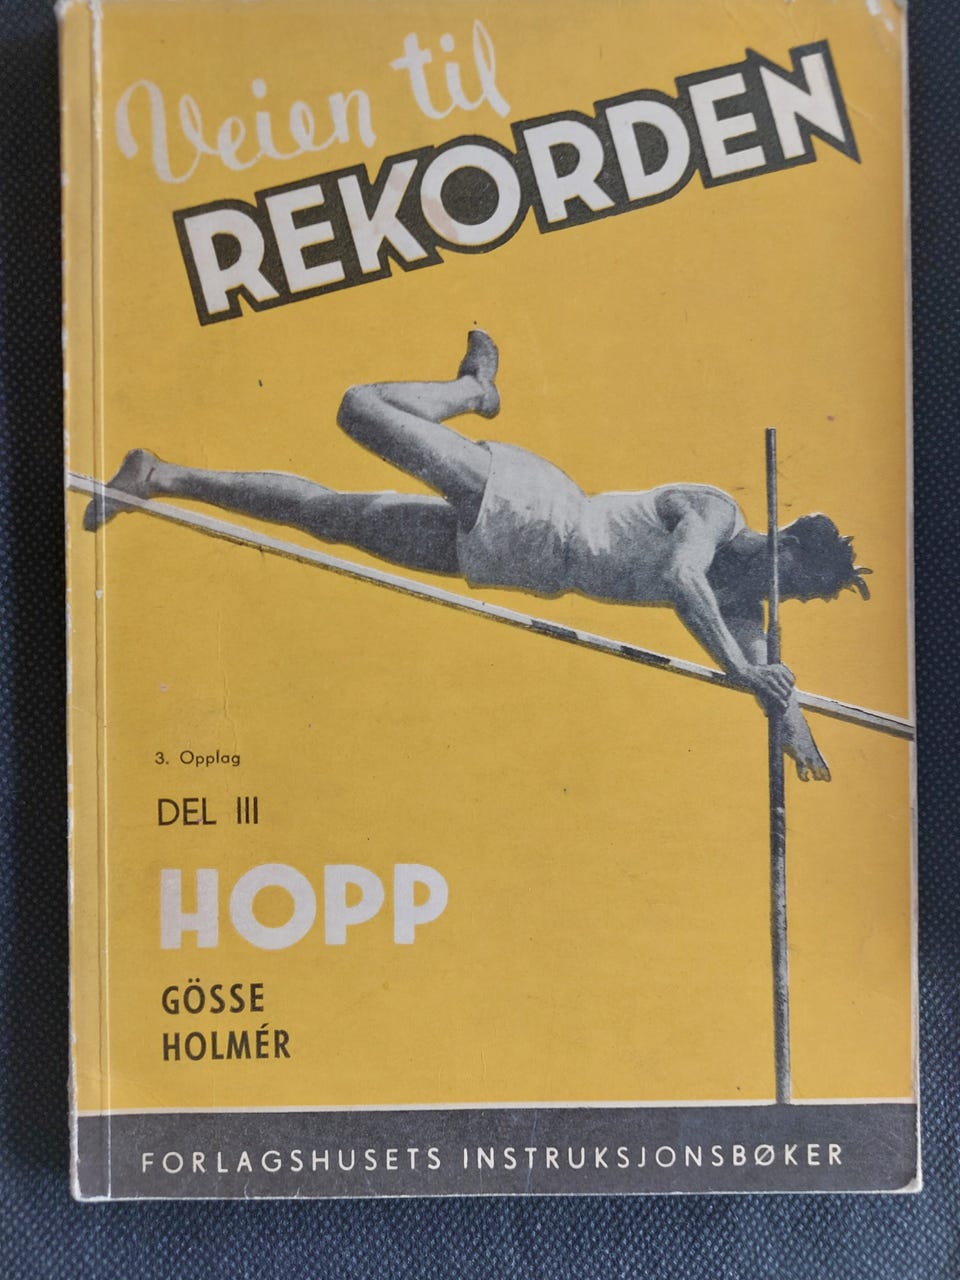 Veien til
REKORDEN
3. Opplag
DEL III
HOPP
GÖSSE
HOLMÉR
FORLAGSHUSETS INSTRUKSJONSBØKER